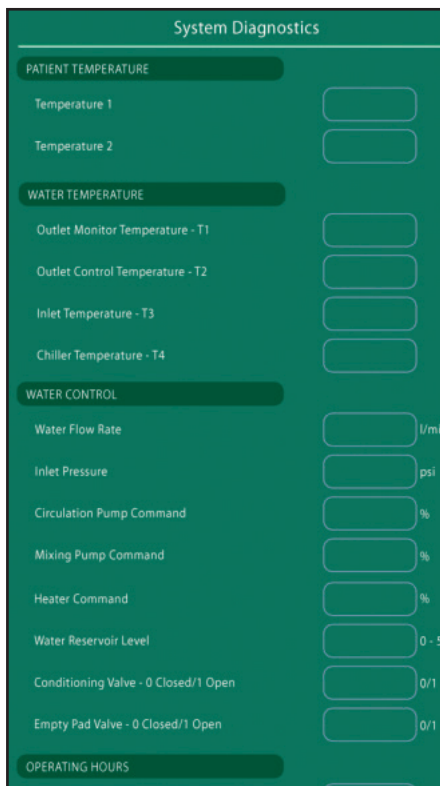 System Diagnostics
PATIENT TEMPERATURE
Temperature 1
Temperature 2
WATER TEMPERATURE
Outlet Monitor Temperature - T1
Outlet Control Temperature - T2
Inlet Temperature - T3
Chiller Temperature - T4
WATER CONTROL
Water Flow Rate
Inlet Pressure psi
Circulation Pump Command %
Mixing Pump Command %
Heater Command %
Water Reservoir Level 0 - 5
Conditioning Valve - 0 Closed/1 Open 0/1
Empty Pad Valve - 0 Closed/1 Open 0/1
OPERATING HOURS